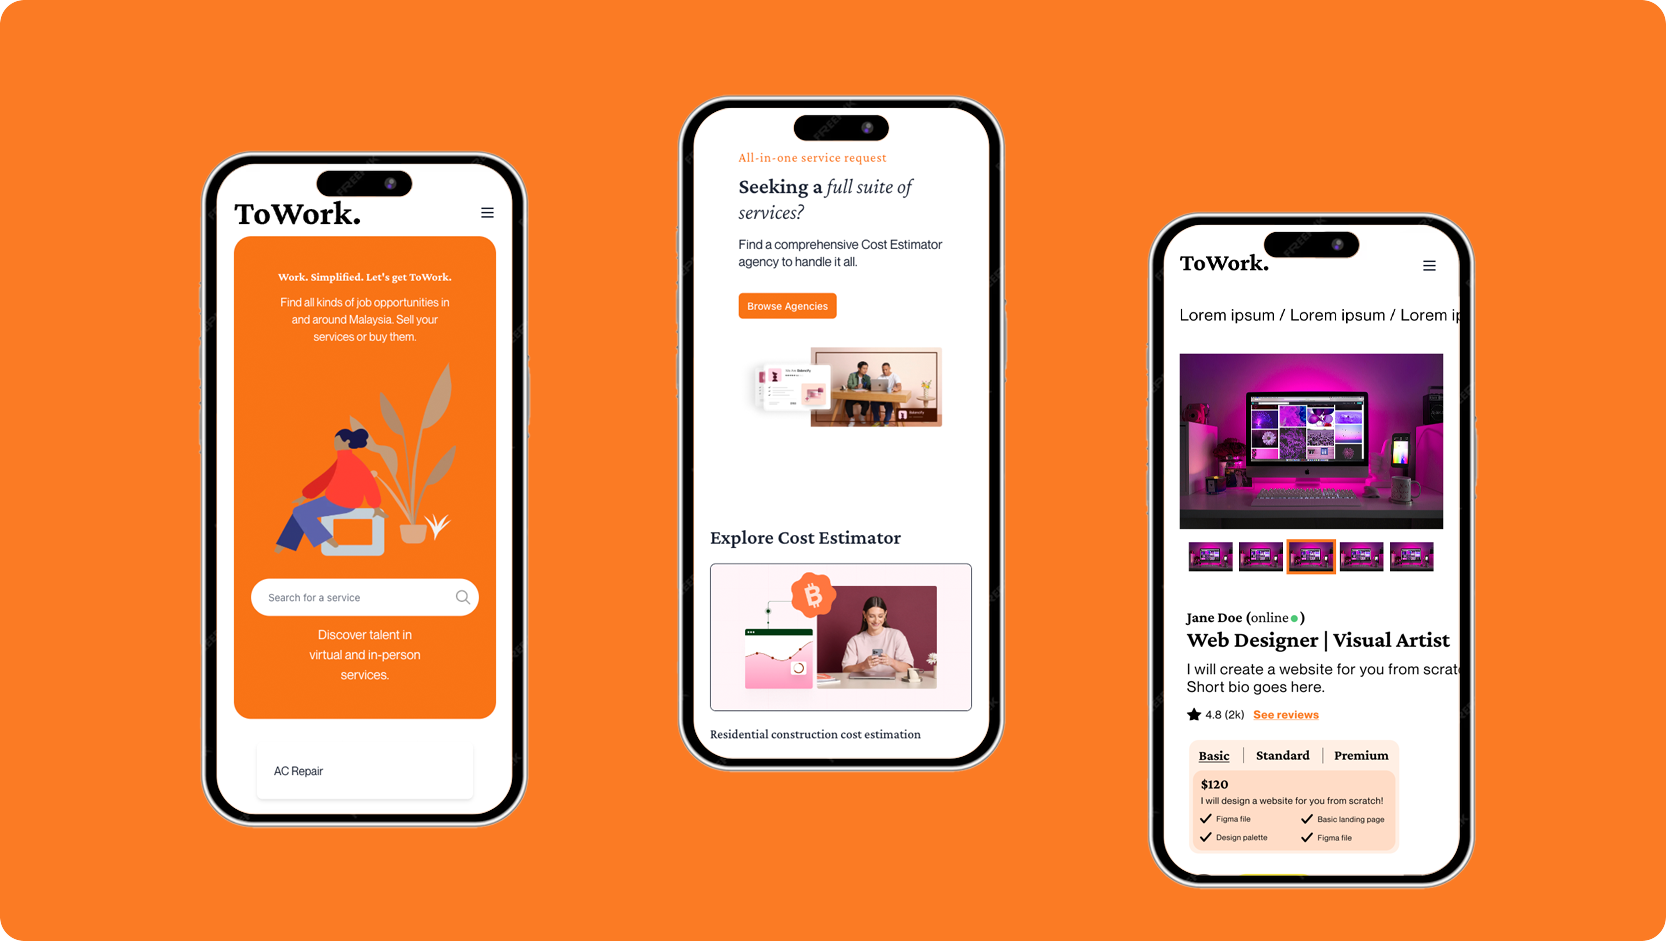 ToWork.
Work. Simplified. Let's get ToWork.
Find all kinds of job opportunities in
and around Malaysia. Sell your
services or buy them.
Search for a service
Discover talent in
virtual and in-person
services.
AC Repair
All-in-one service request
Seeking a full suite of
services?
Find a comprehensive Cost Estimator
agency to handle it all.
Browse Agencies
Explore Cost Estimator
Residential construction cost estimation
ToWork.
Lorem ipsum / Lorem ipsum / Lorem ip
Jane Doe (online)
Web Designer | Visual Artist
I will create a website for you from scrat
Short bio goes here.
4.8 (2k) See reviews
Basic | Standard | Premium
$120
I will design a website for you from scratch!
Figma file Basic landing page
Design palette Figma file